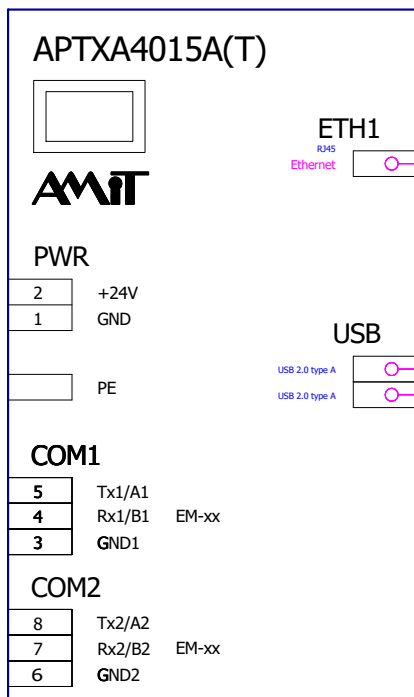 APTXA4015A(T)
AMiT
ETH1
RJ45
Ethernet
PWR
2 +24V
1 GND
USB
USB 2.0 type A
USB 2.0 type A
PE
COM1
5 Tx1/A1
4 Rx1/B1 EM-xx
3 GND1
COM2
8 Tx2/A2
7 Rx2/B2 EM-xx
6 GND2